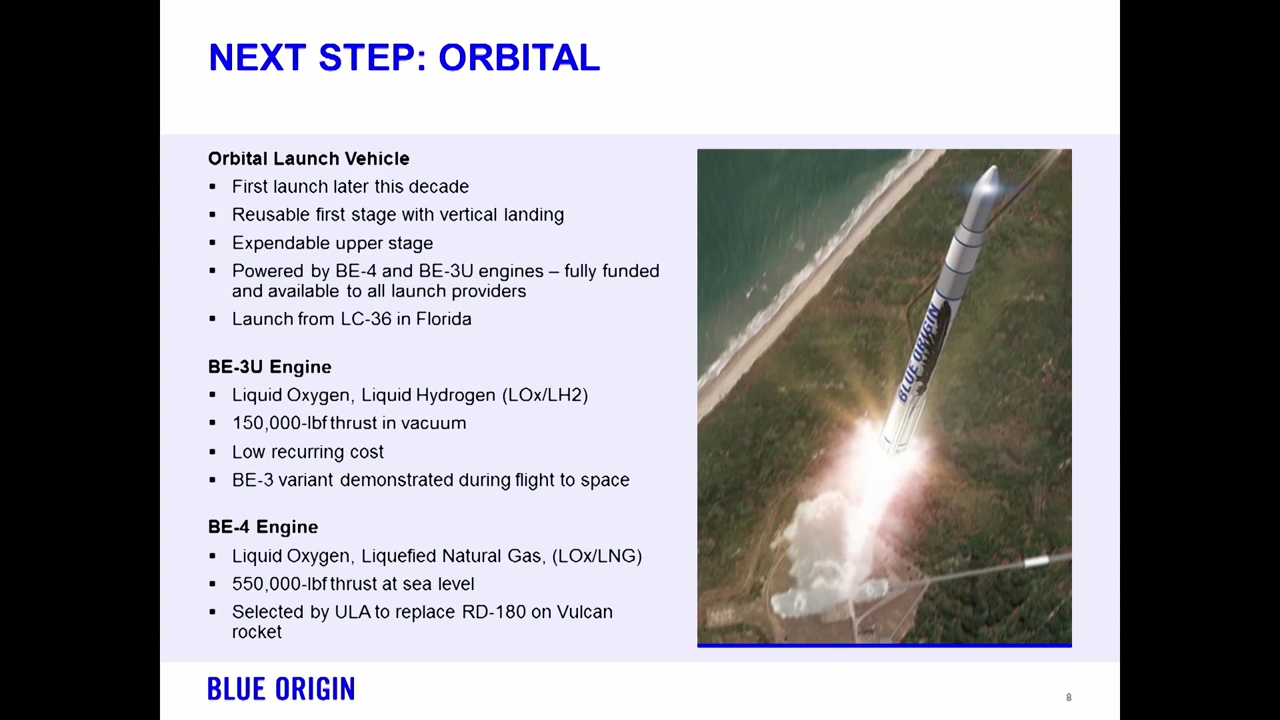 NEXT STEP: ORBITAL
Orbital Launch Vehicle
▪ First launch later this decade
▪ Reusable first stage with vertical landing
▪ Expendable upper stage
▪ Powered by BE-4 and BE-3U engines – fully funded
and available to all launch providers
▪ Launch from LC-36 in Florida
BE-3U Engine
▪ Liquid Oxygen, Liquid Hydrogen (LOx/LH2)
▪ 150,000-lbf thrust in vacuum
▪ Low recurring cost
▪ BE-3 variant demonstrated during flight to space
BE-4 Engine
▪ Liquid Oxygen, Liquefied Natural Gas, (LOx/LNG)
▪ 550,000-lbf thrust at sea level
▪ Selected by ULA to replace RD-180 on Vulcan
rocket
BLUE ORIGIN
BLUE ORIGIN
8